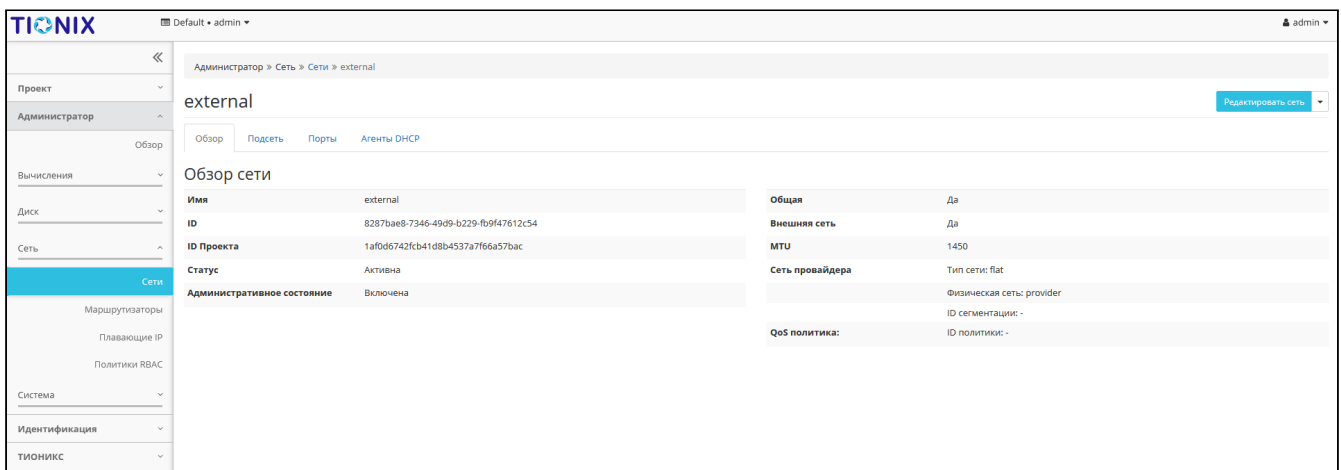 TIONIX
Default • admin
admin
Администратор » Сеть » Сети » external
Проект
Администратор
Обзор
Вычисления
Диск
Сеть
Сети
Маршрутизаторы
Плавающие IP
Политики RBAC
Система
Идентификация
ТИОНИКС
external
Редактировать сеть
Обзор Подсеть Порты Агенты DHCP
Обзор сети
Имя external
ID 8287bae8-7346-49d9-b229-fb9f47612c54
ID Проекта 1af0d6742fcb41d8b4537a7f66a57bac
Статус Активна
Административное состояние Включена
Общая Да
Внешняя сеть Да
MTU 1450
Сеть провайдера Тип сети: flat
Физическая сеть: provider
ID сегментации: -
QoS политика: ID политики: -